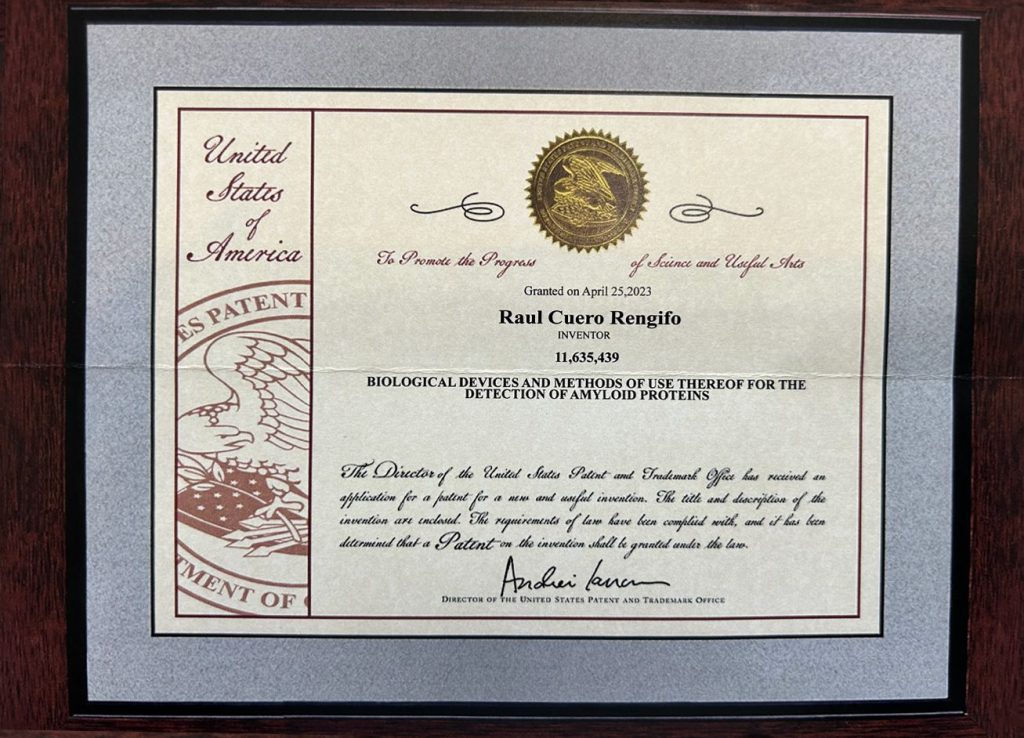 United
States
of
America
ES PATENT
TMENT OF
To Promote the Progress of Science and Useful Arts
Granted on April 25,2023
Raul Cuero Rengifo
INVENTOR
11,635,439
BIOLOGICAL DEVICES AND METHODS OF USE THEREOF FOR THE
DETECTION OF AMYLOID PROTEINS
The Director of the United States Patent and Trademark Office has received an
application for a patent for a new and useful invention. The title and description of the
invention are enclosed. The requirements of law have been complied with, and it has been
determined that a Patent on the invention shall be granted under the law.
DIRECTOR OF THE UNITED STATES PATENT AND TRADEMARK OFFICE